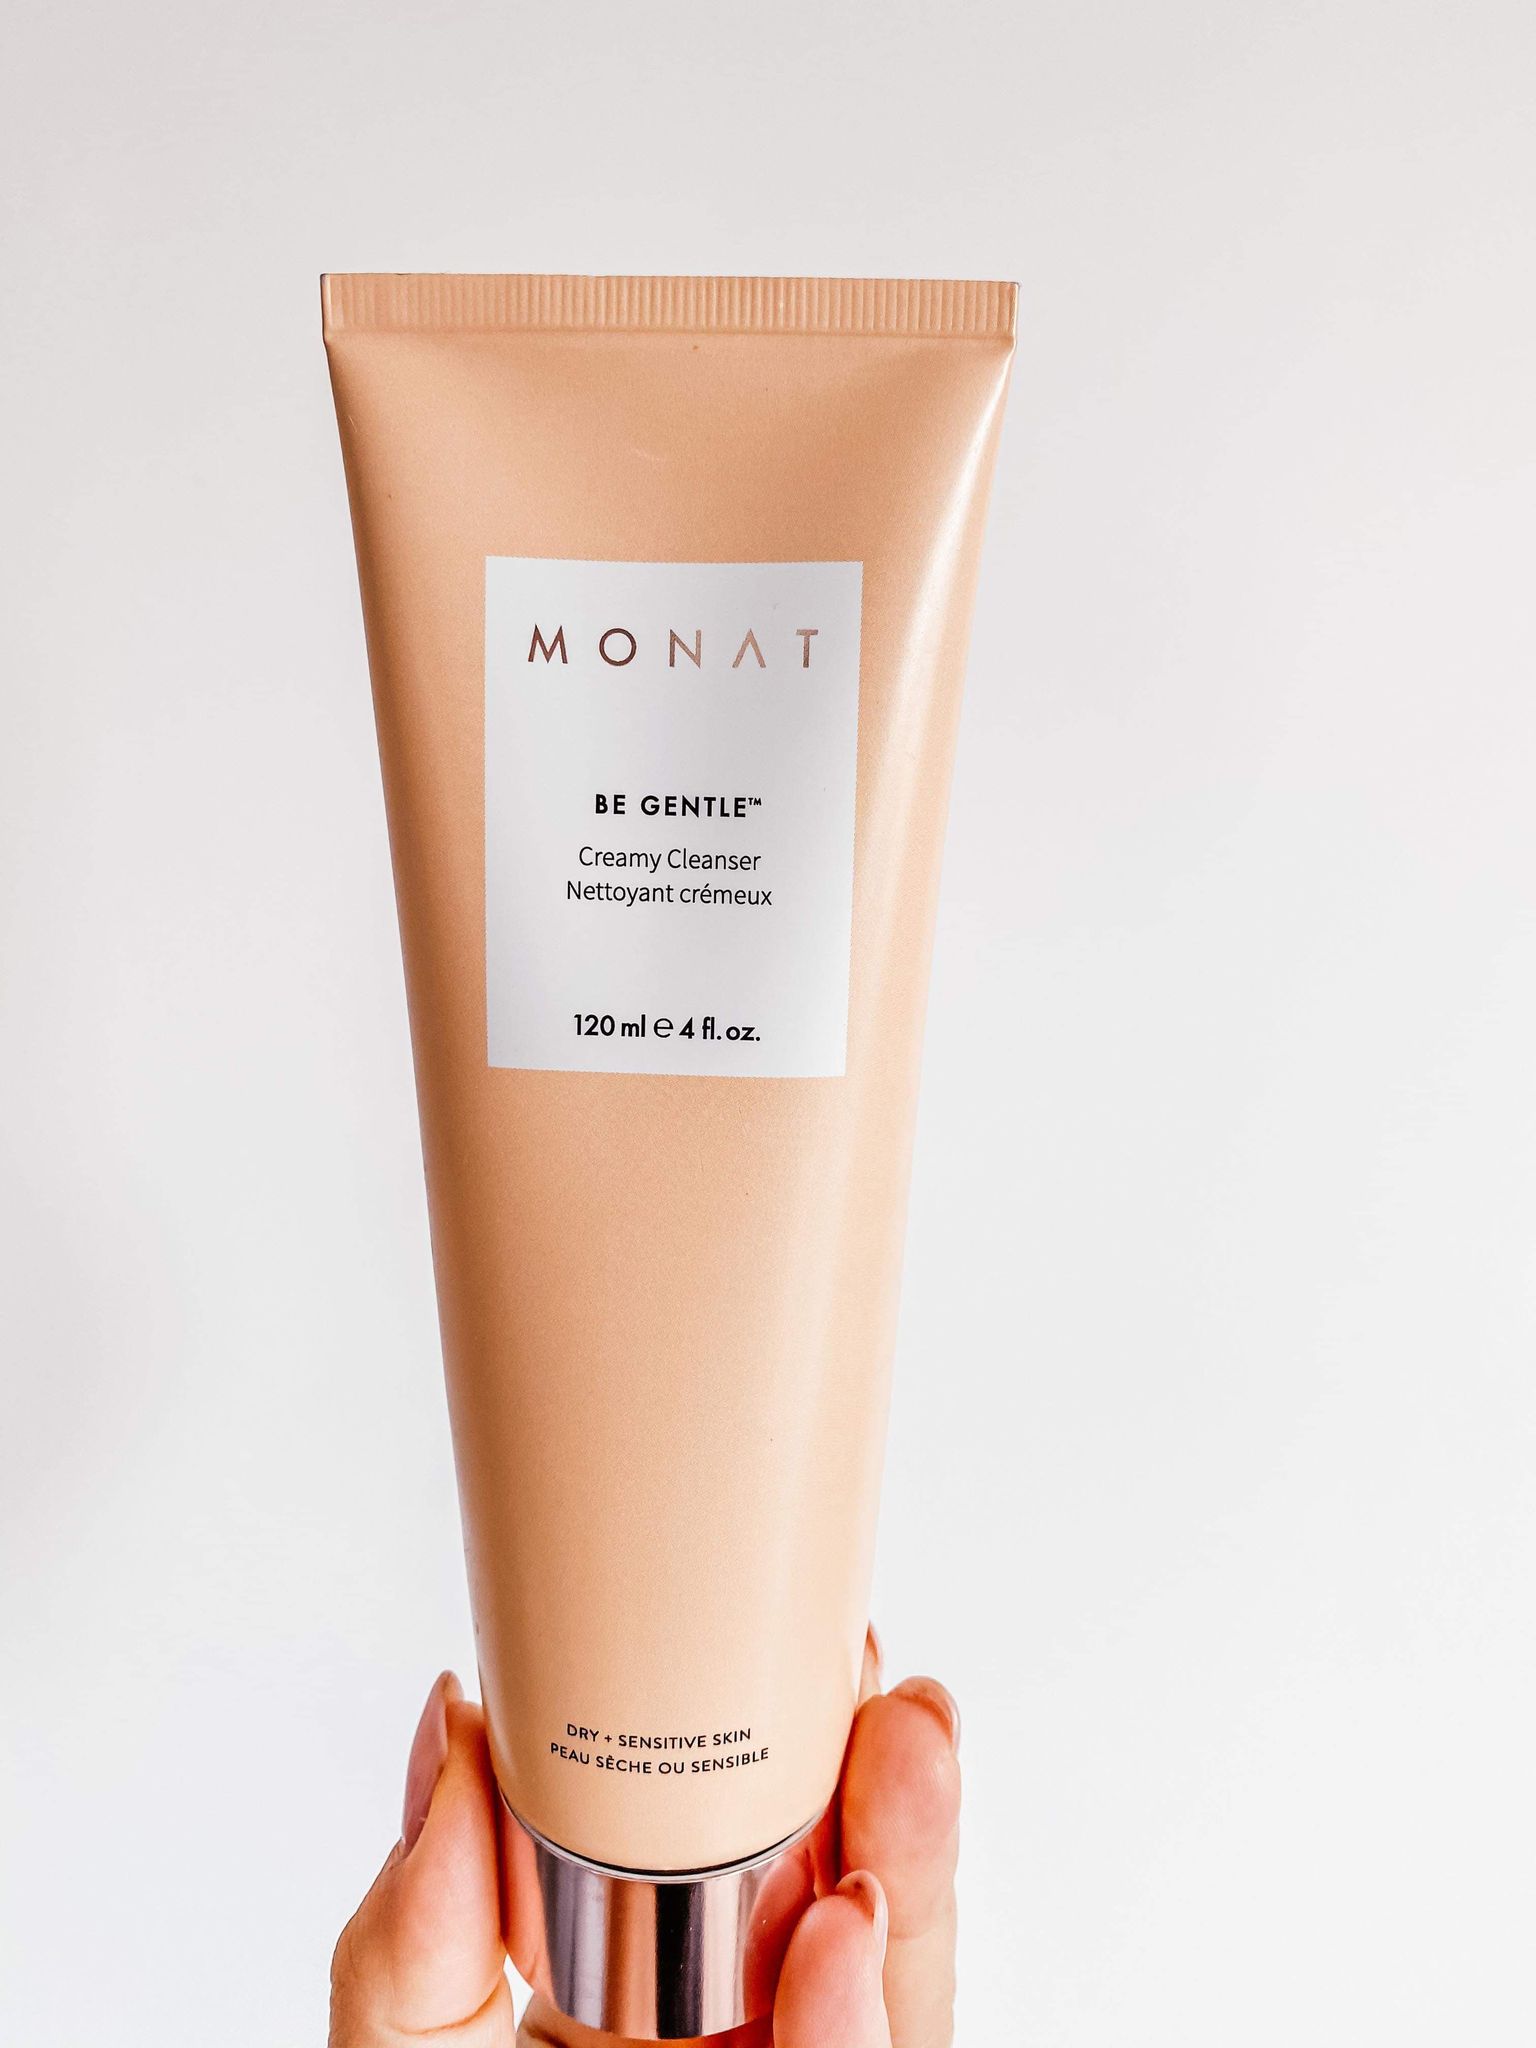 MONAT
BE GENTLE™
Creamy Cleanser
Nettoyant crémeux
120 ml ℮ 4 fl. oz.
DRY + SENSITIVE SKIN
PEAU SÈCHE OU SENSIBLE